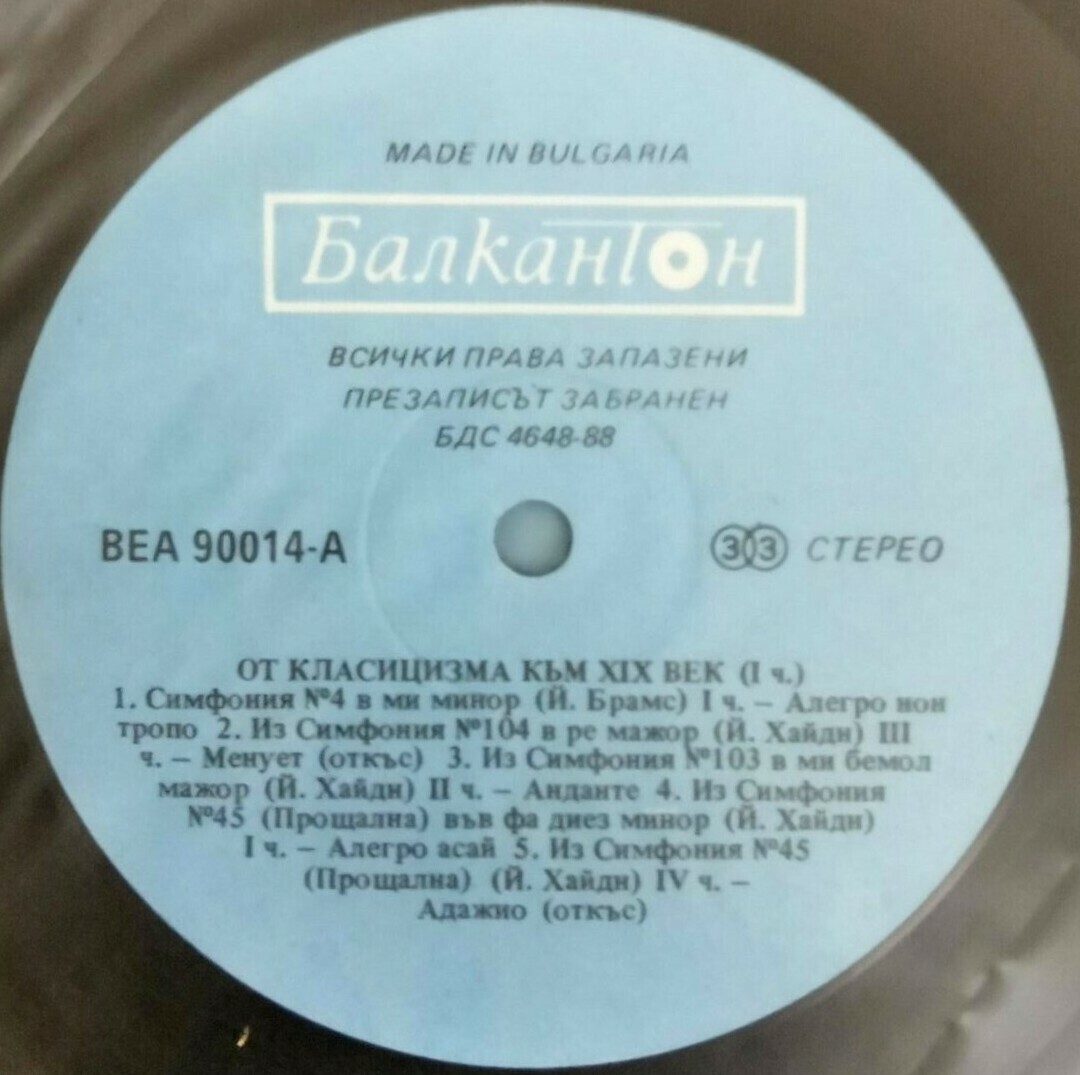 MADE IN BULGARIA
Балкантон
ВСИЧКИ ПРАВА ЗАПАЗЕНИ
ПРЕЗАПИСЪТ ЗАБРАНЕН
БДС 4648-88
ВЕА 90014-А
33 СТЕРЕО
ОТ КЛАСИЦИЗМА КЪМ XIX ВЕК (I ч.)
1. Симфония №4 в ми минор (Й. Брамс) I ч. – Алегро нон
тропо 2. Из Симфония №104 в ре мажор (Й. Хайдн) III
ч. – Менует (откъс) 3. Из Симфония №103 в ми бемол
мажор (Й. Хайдн) II ч. – Анданте 4. Из Симфония
№45 (Прощална) във фа диез минор (Й. Хайдн)
I ч. – Алегро асай 5. Из Симфония №45
(Прощална) (Й. Хайдн) IV ч. –
Адажио (откъс)